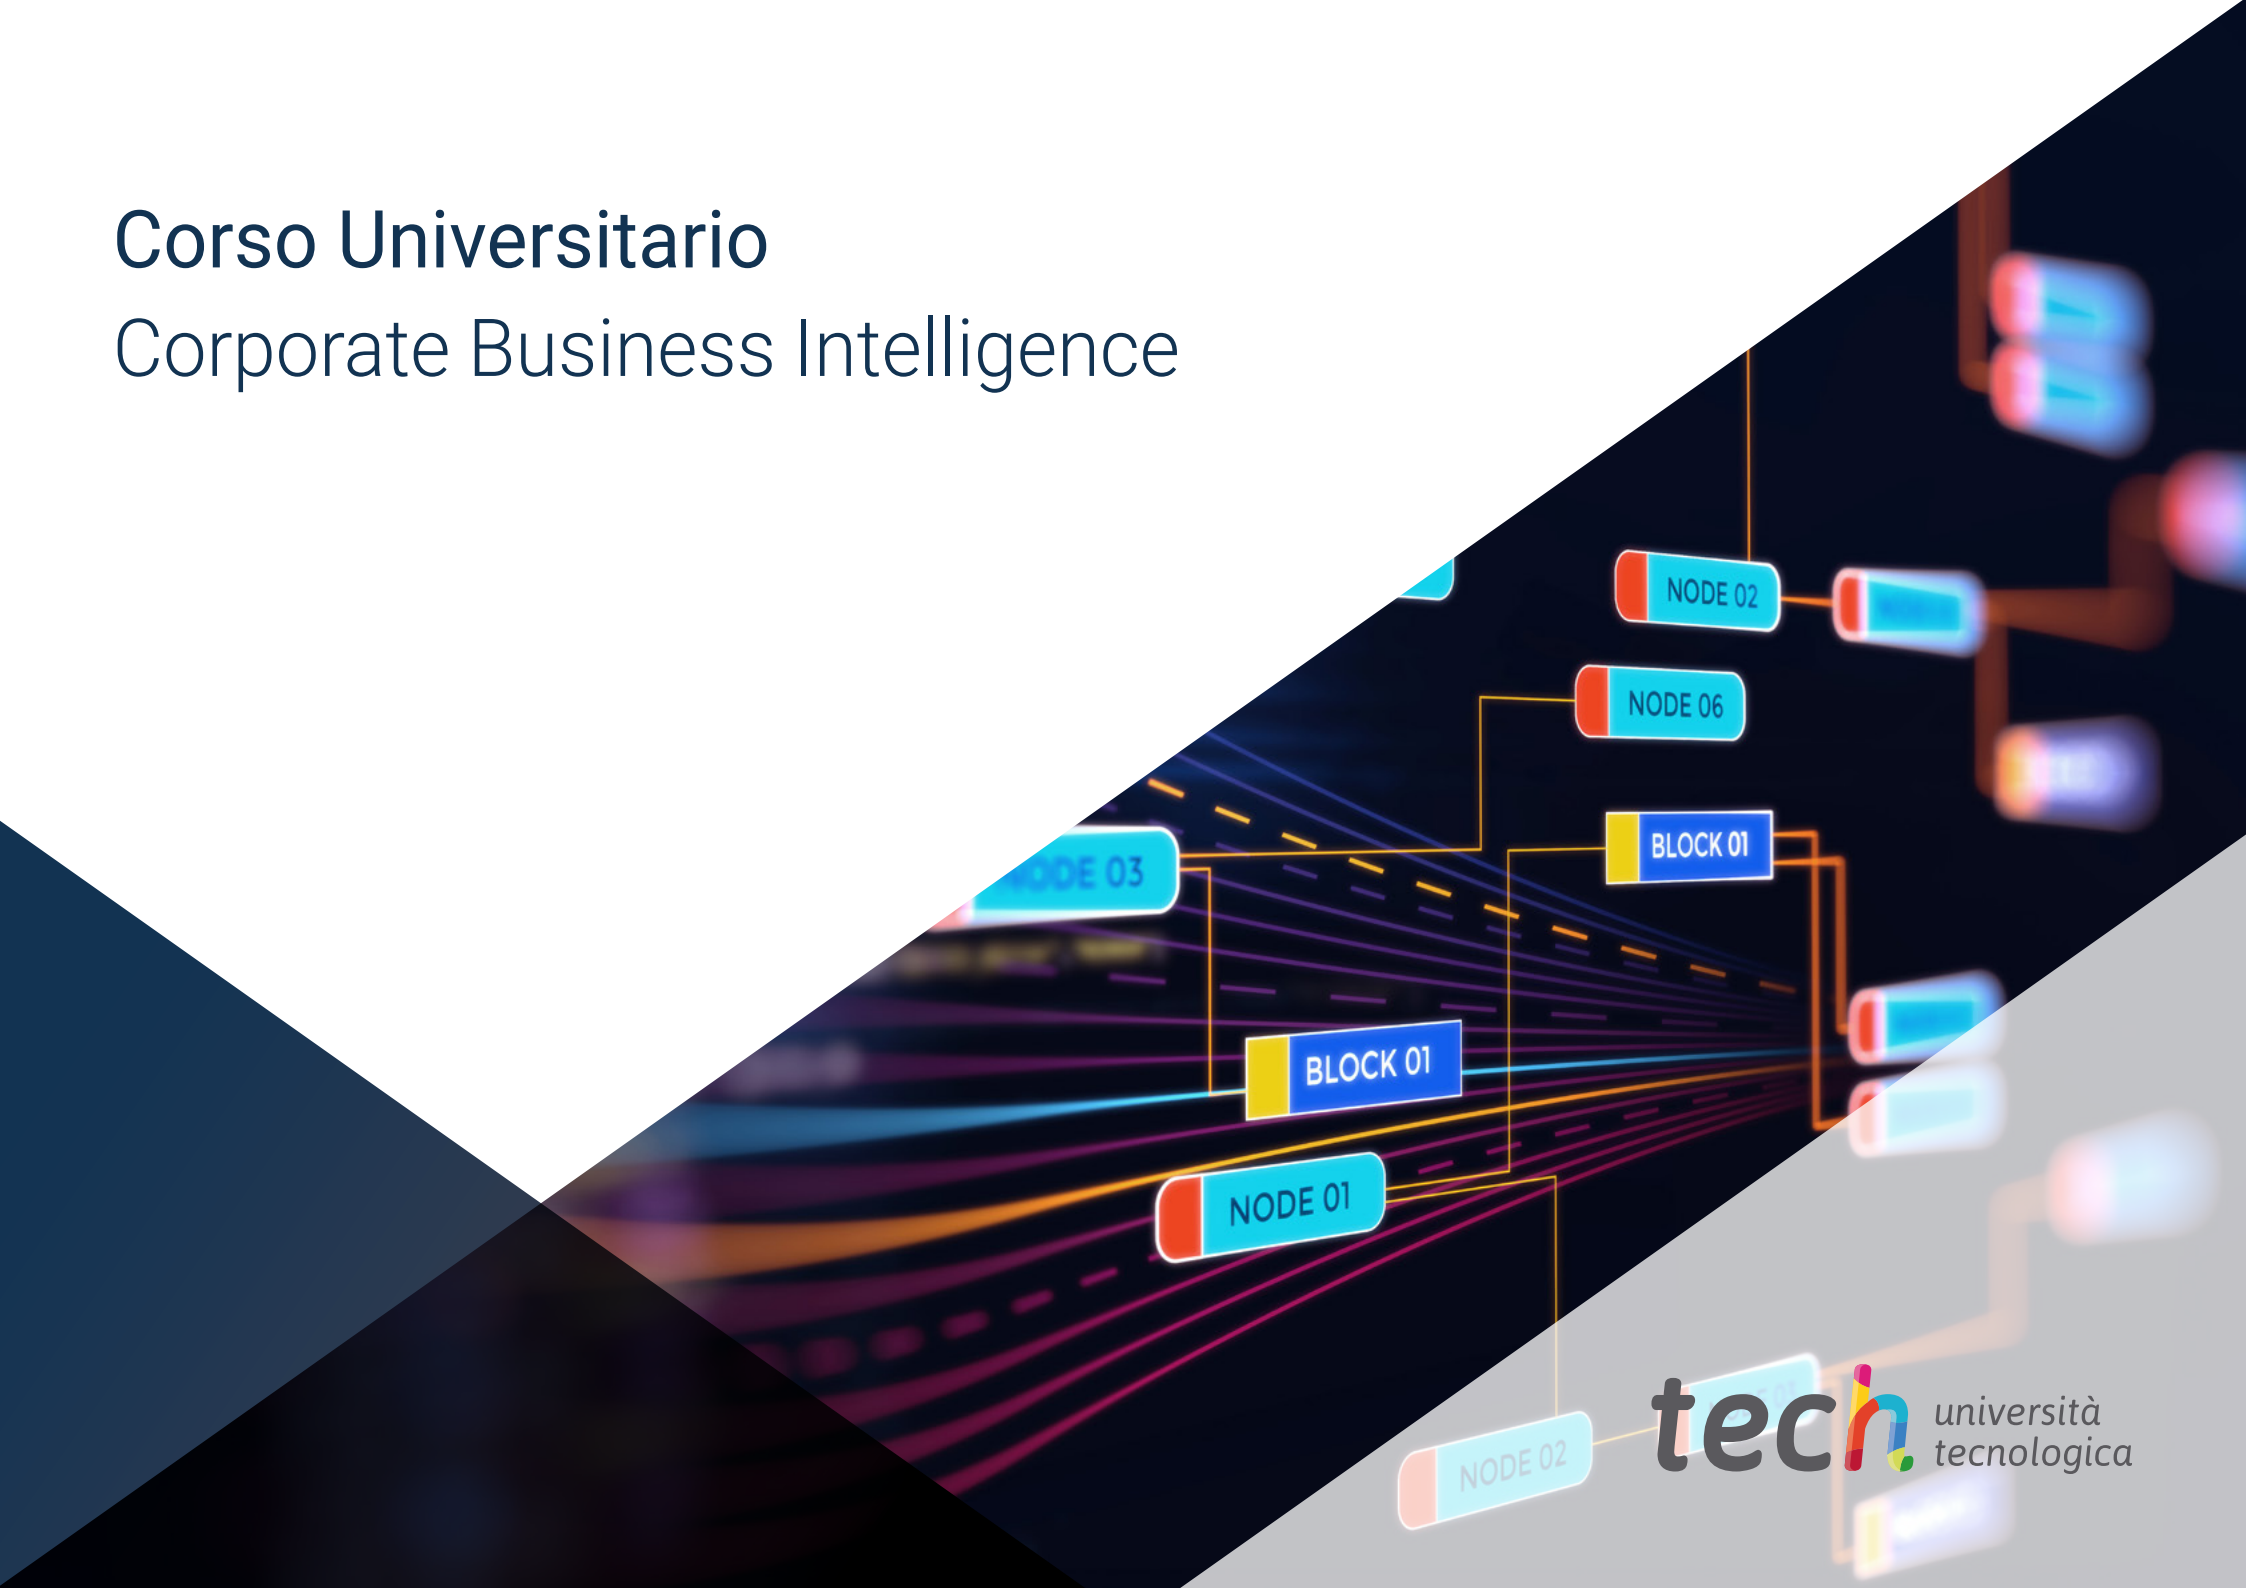 Corso Universitario
Corporate Business Intelligence
NODE 02
NODE 06
BLOCK 01
NODE 03
BLOCK 01
NODE 01
NODE 02
tech università
tecnologica